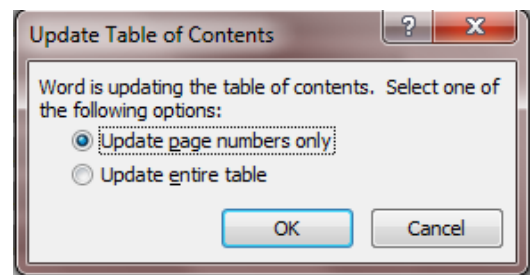 Update Table of Contents
? X
Word is updating the table of contents. Select one of
the following options:
Update page numbers only
Update entire table
OK Cancel